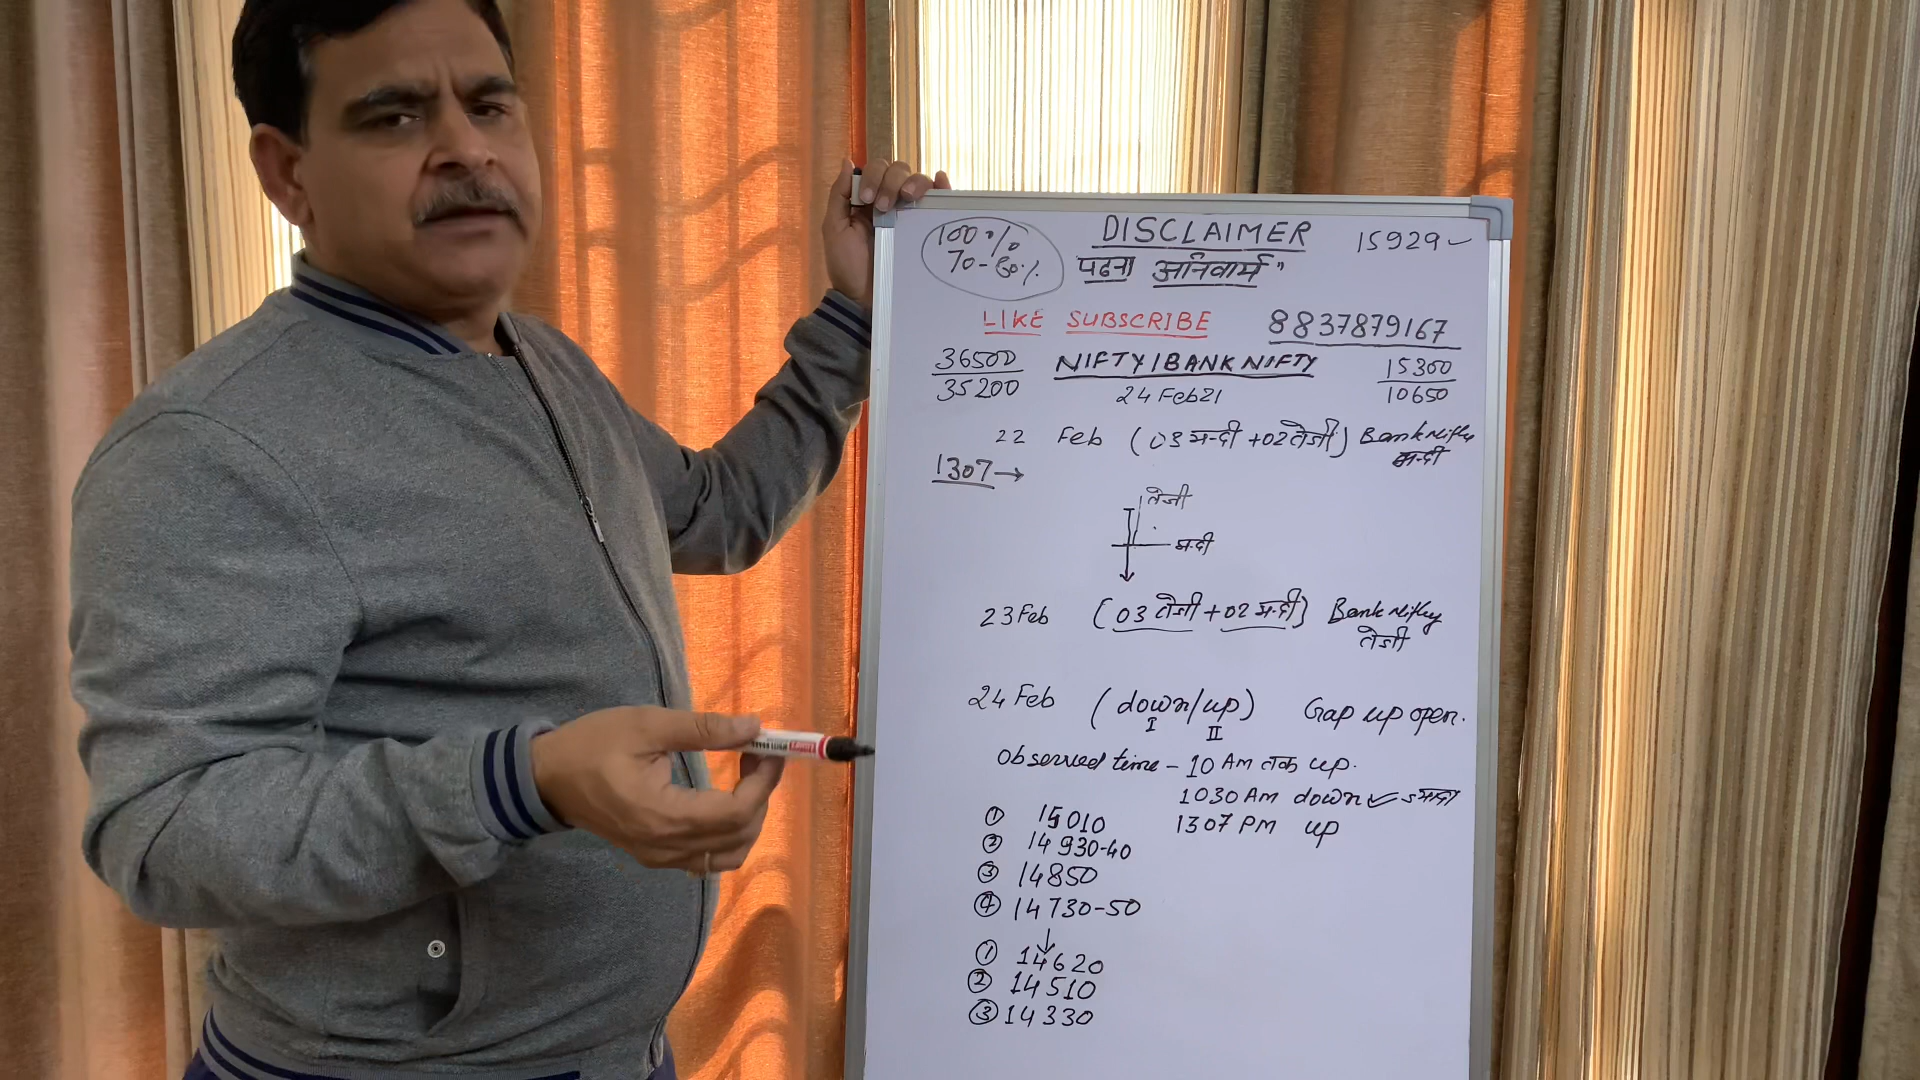 100%
70-80%
DISCLAIMER
15929
पढना अनिवार्य"
LIKE SUBSCRIBE 8837879167
36500
35200
NIFTY/BANK NIFTY
24 Feb 21
15300
10650
22 Feb (03 मन्दी +02 तेजी) Bank Nifty
मन्दी
1307→
तेजी
मन्दी
23 Feb (03 तेजी + 02 मन्दी) Bank Nifty
तेजी
24 Feb (down/up) Gap up open.
I II
Observed time - 10 Am तक up.
1030 Am down
1307 PM up
① 15010
② 14930-40
③ 14850
④ 14730-50
① 14620
② 14510
③ 14330